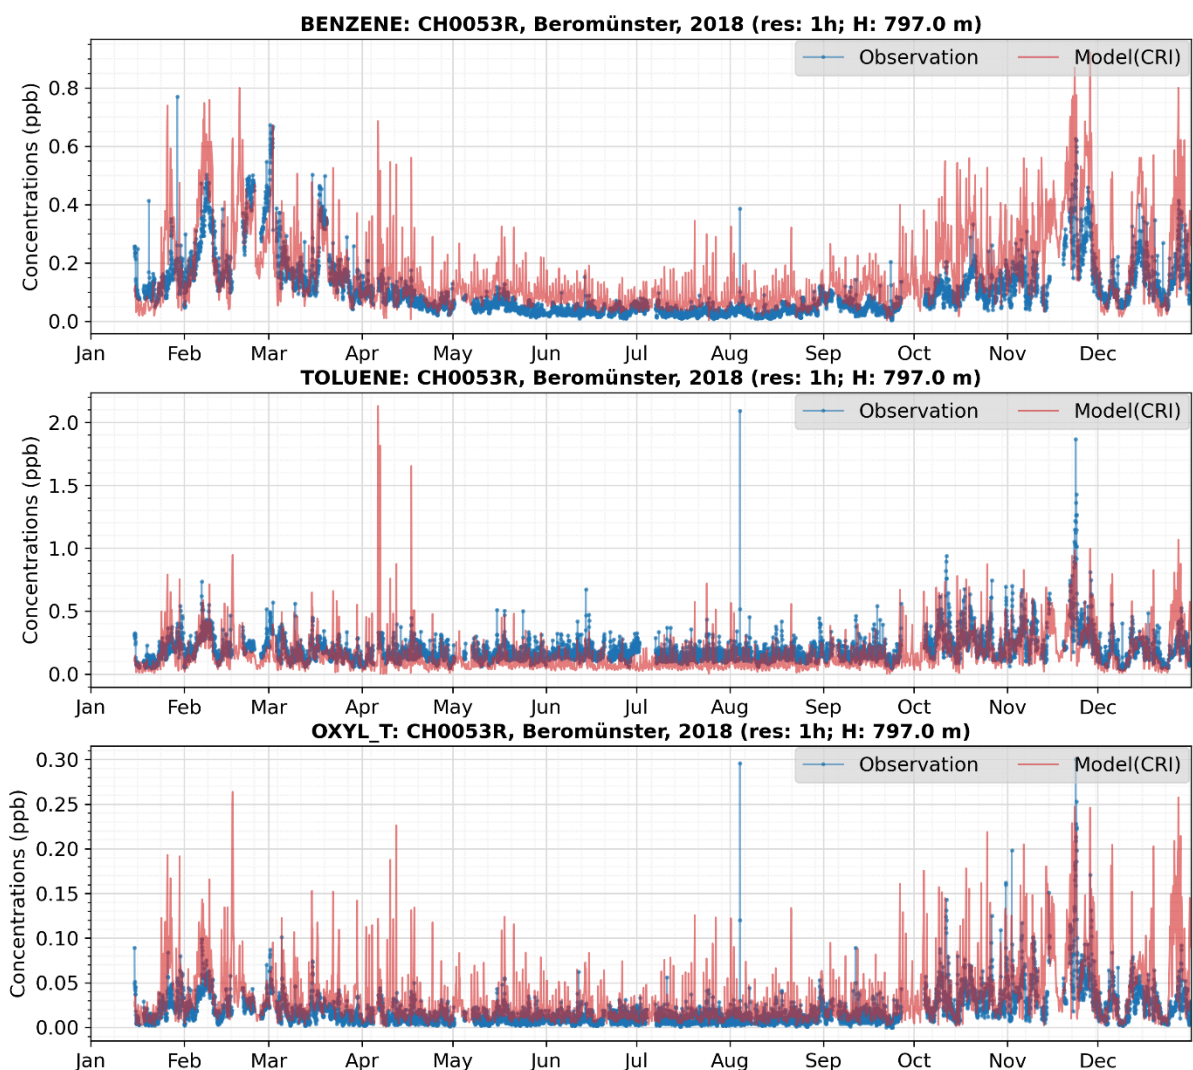 BENZENE: CH0053R, Beromünster, 2018 (res: 1h; H: 797.0 m)
Observation Model(CRI)
Concentrations (ppb)
0.8
0.6
0.4
0.2
0.0
Jan Feb Mar Apr May Jun Jul Aug Sep Oct Nov Dec
TOLUENE: CH0053R, Beromünster, 2018 (res: 1h; H: 797.0 m)
Observation Model(CRI)
Concentrations (ppb)
2.0
1.5
1.0
0.5
0.0
Jan Feb Mar Apr May Jun Jul Aug Sep Oct Nov Dec
OXYL_T: CH0053R, Beromünster, 2018 (res: 1h; H: 797.0 m)
Observation Model(CRI)
Concentrations (ppb)
0.30
0.25
0.20
0.15
0.10
0.05
0.00
Jan Feb Mar Apr May Jun Jul Aug Sep Oct Nov Dec